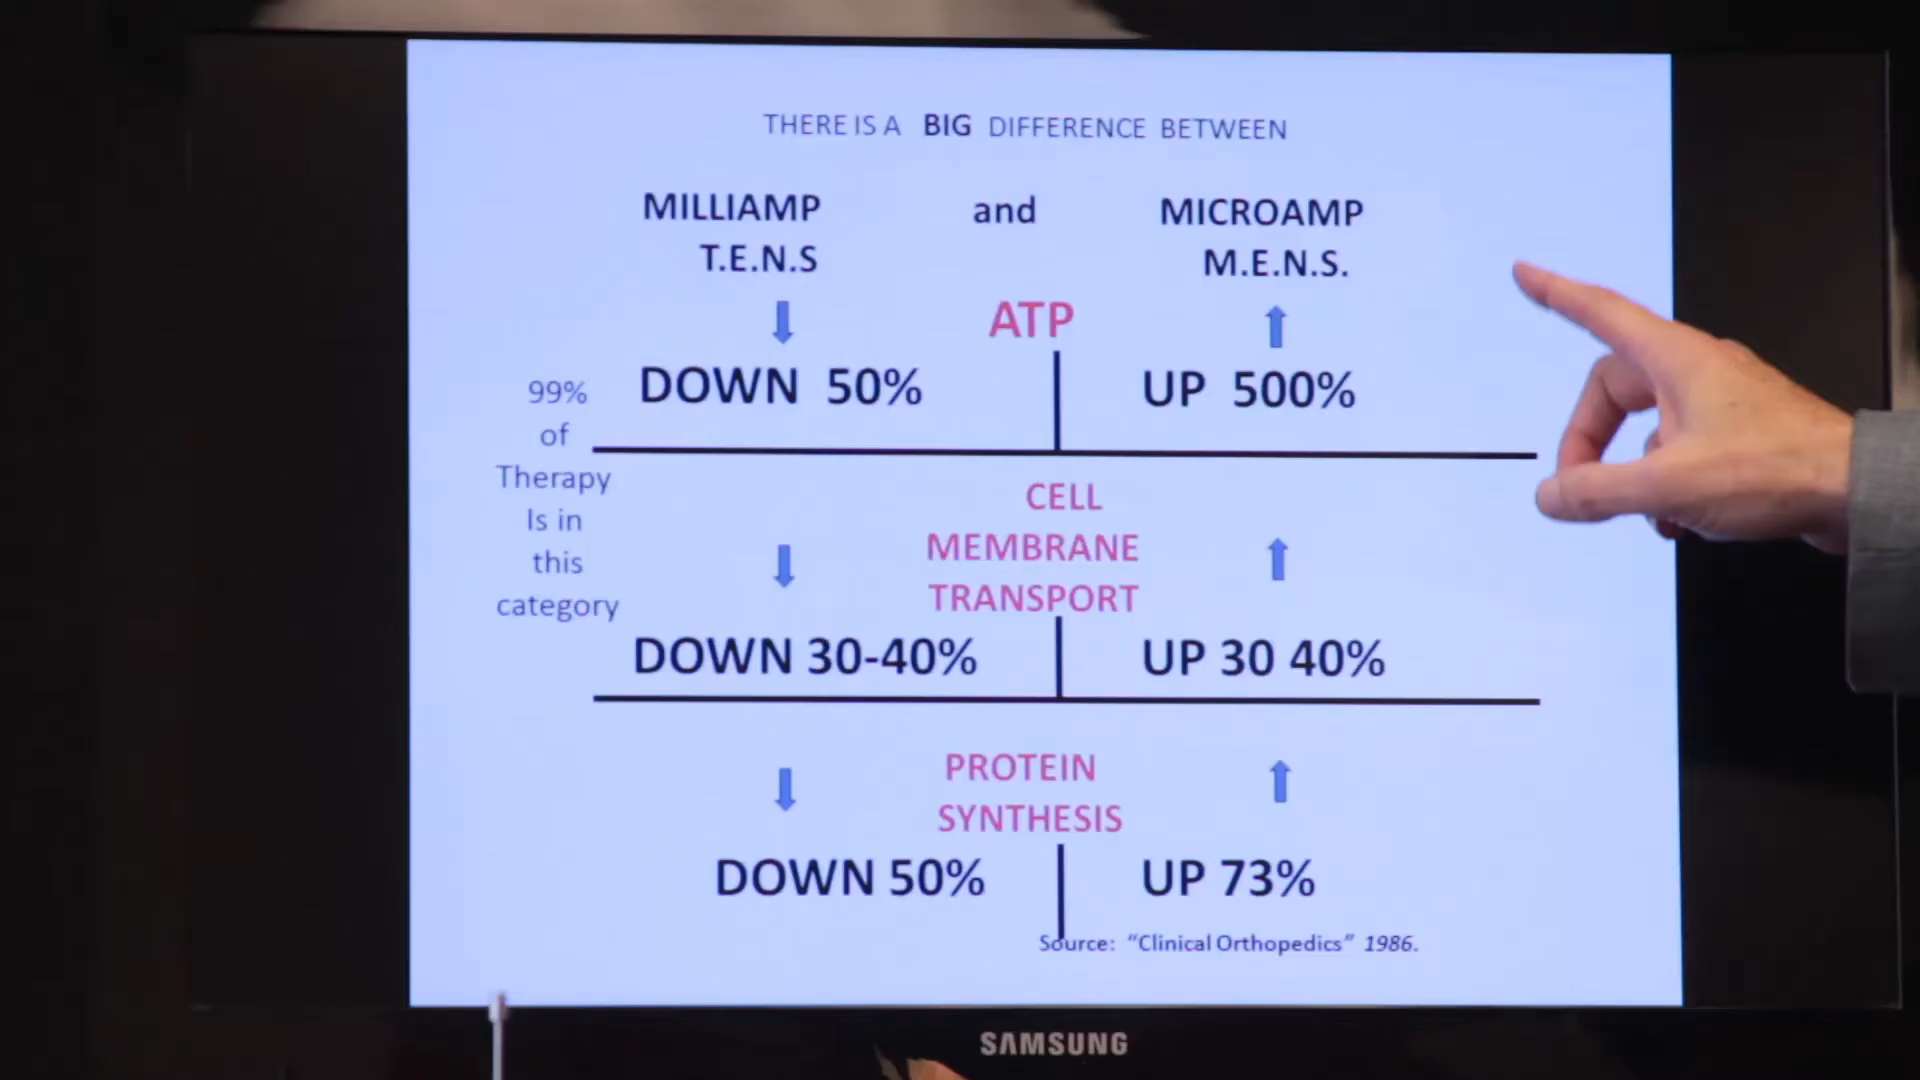 THERE IS A BIG DIFFERENCE BETWEEN
MILLIAMP and MICROAMP
T.E.N.S M.E.N.S.
ATP
DOWN 50% UP 500%
99%
of
Therapy
Is in
this
category
CELL
MEMBRANE
TRANSPORT
DOWN 30-40% UP 30 40%
PROTEIN
SYNTHESIS
DOWN 50% UP 73%
Source: "Clinical Orthopedics" 1986.
SAMSUNG